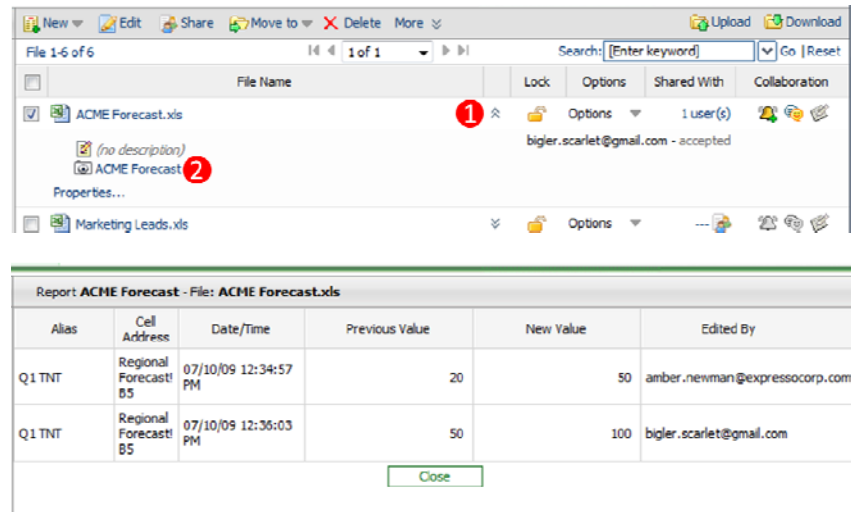 New Edit Share Move to Delete More Upload Download
File 1-6 of 6 1 of 1 Search: [Enter keyword] Go |Reset
File Name Lock Options Shared With Collaboration
ACME Forecast.xls 1 Options 1 user(s)
(no description) bigler.scarlet@gmail.com - accepted
ACME Forecast 2
Properties...
Marketing Leads.xls Options ---
Report ACME Forecast - File: ACME Forecast.xls
Alias Cell Address Date/Time Previous Value New Value Edited By
Q1 TNT Regional Forecast! B5 07/10/09 12:34:57 PM 20 50 amber.newman@expressocorp.com
Q1 TNT Regional Forecast! B5 07/10/09 12:36:03 PM 50 100 bigler.scarlet@gmail.com
Close